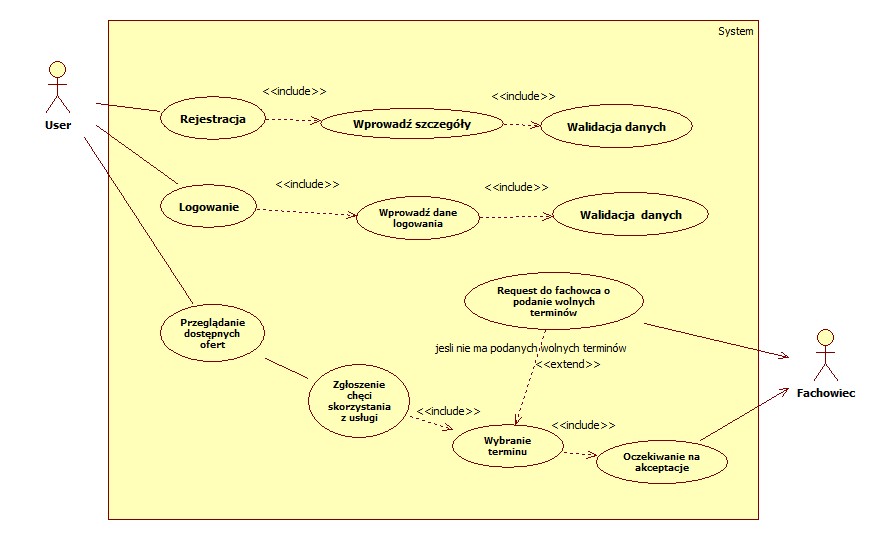 System
User
<<include>>
<<include>>
Rejestracja
Wprowadź szczegóły
Walidacja danych
<<include>>
<<include>>
Logowanie
Wprowadź dane
logowania
Walidacja  danych
Request do fachowca o
podanie wolnych
terminów
Przeglądanie
dostępnych
ofert
jesli nie ma podanych wolnych terminów
<<extend>>
Fachowiec
Zgłoszenie
chęci
skorzystania
z usługi
<<include>>
<<include>>
Wybranie
terminu
Oczekiwanie na
akceptacje